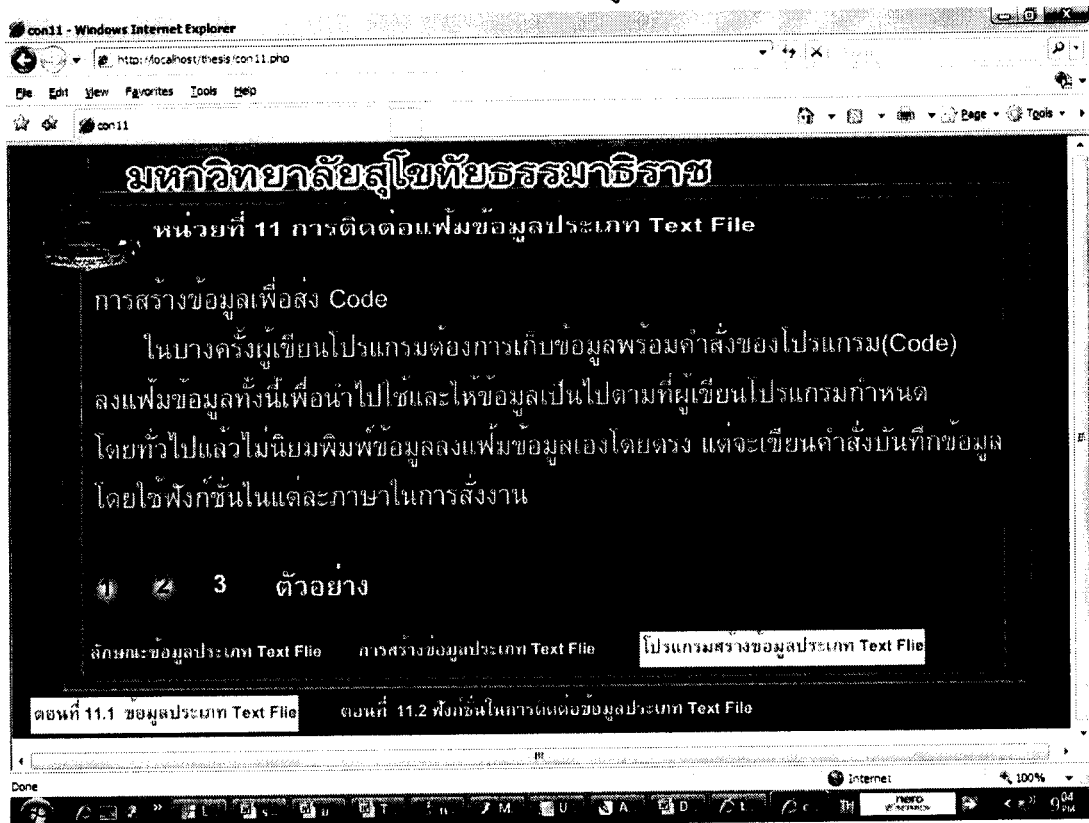 con11 - Windows Internet Explorer
http://localhost/thesis/con11.php
File Edit View Favorites Tools Help
con11
Page Tools
มหาวิทยาลัยสุโขทัยธรรมาธิราช
หน่วยที่ 11 การติดต่อแฟ้มข้อมูลประเภท Text File
การสร้างข้อมูลเพื่อส่ง Code
ในบางครั้งผู้เขียนโปรแกรมต้องการเก็บข้อมูลพร้อมคำสั่งของโปรแกรม(Code)
ลงแฟ้มข้อมูลทั้งนี้เพื่อนำไปใช้และให้ข้อมูลเป็นไปตามที่ผู้เขียนโปรแกรมกำหนด
โดยทั่วไปแล้วไม่นิยมพิมพ์ข้อมูลลงแฟ้มข้อมูลเองโดยตรง แต่จะเขียนคำสั่งบันทึกข้อมูล
โดยใช้ฟังก์ชั่นในแต่ละภาษาในการสั่งงาน
1 2 3 ตัวอย่าง
ลักษณะข้อมูลประเภท Text Flie การสร้างข้อมูลประเภท Text Flie โปรแกรมสร้างข้อมูลประเภท Text Flie
ตอนที่ 11.1 ข้อมูลประเภท Text Flie ตอนที่ 11.2 ฟังก์ชั่นในการติดต่อข้อมูลประเภท Text File
Done Internet 100%
TH nero 9:04 PM